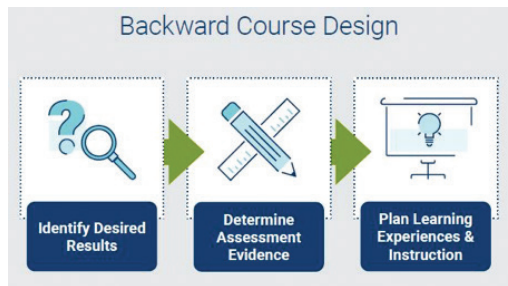 Backward Course Design
Identify Desired
Results
Determine
Assessment
Evidence
Plan Learning
Experiences &
Instruction